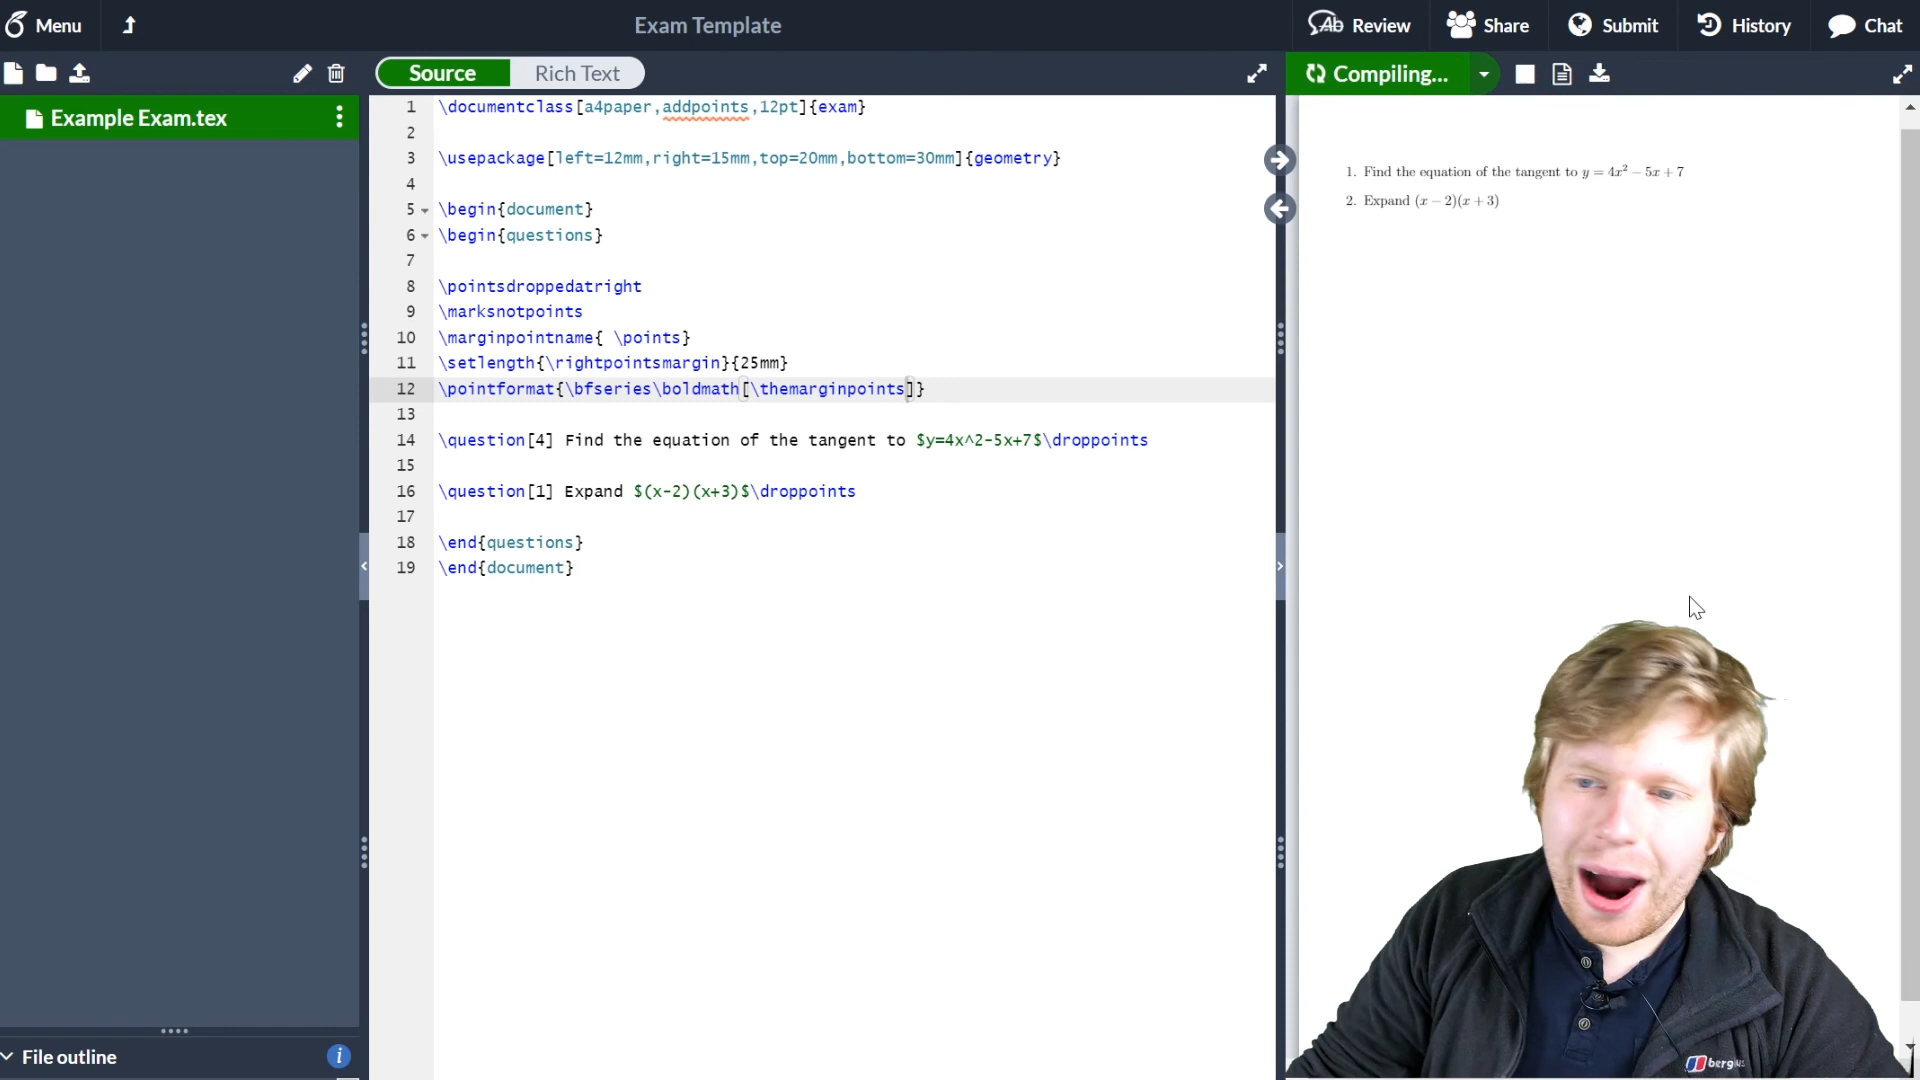 Menu
Exam Template
Review
Share
Submit
History
Chat
Source
Rich Text
Compiling...
Example Exam.tex
1 \documentclass[a4paper,addpoints,12pt]{exam}
2
3 \usepackage[left=12mm,right=15mm,top=20mm,bottom=30mm]{geometry}
4
5 \begin{document}
6 \begin{questions}
7
8 \pointsdroppedatright
9 \marksnotpoints
10 \marginpointname{ \points}
11 \setlength{\rightpointsmargin}{25mm}
12 \pointformat{\bfseries\boldmath[\themarginpoints]}
13
14 \question[4] Find the equation of the tangent to $y=4x^2-5x+7$\droppoints
15
16 \question[1] Expand $(x-2)(x+3)$\droppoints
17
18 \end{questions}
19 \end{document}
1. Find the equation of the tangent to y = 4x² − 5x + 7
2. Expand (x − 2)(x + 3)
File outline